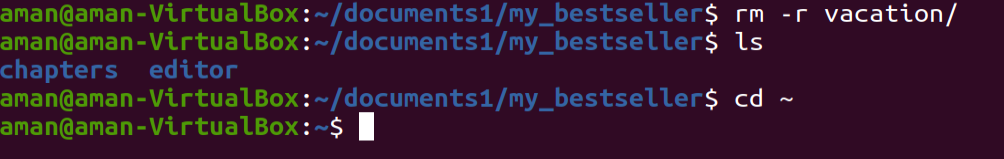 aman@aman-VirtualBox:~/documents1/my_bestseller$ rm -r vacation/
aman@aman-VirtualBox:~/documents1/my_bestseller$ ls
chapters  editor
aman@aman-VirtualBox:~/documents1/my_bestseller$ cd ~
aman@aman-VirtualBox:~$